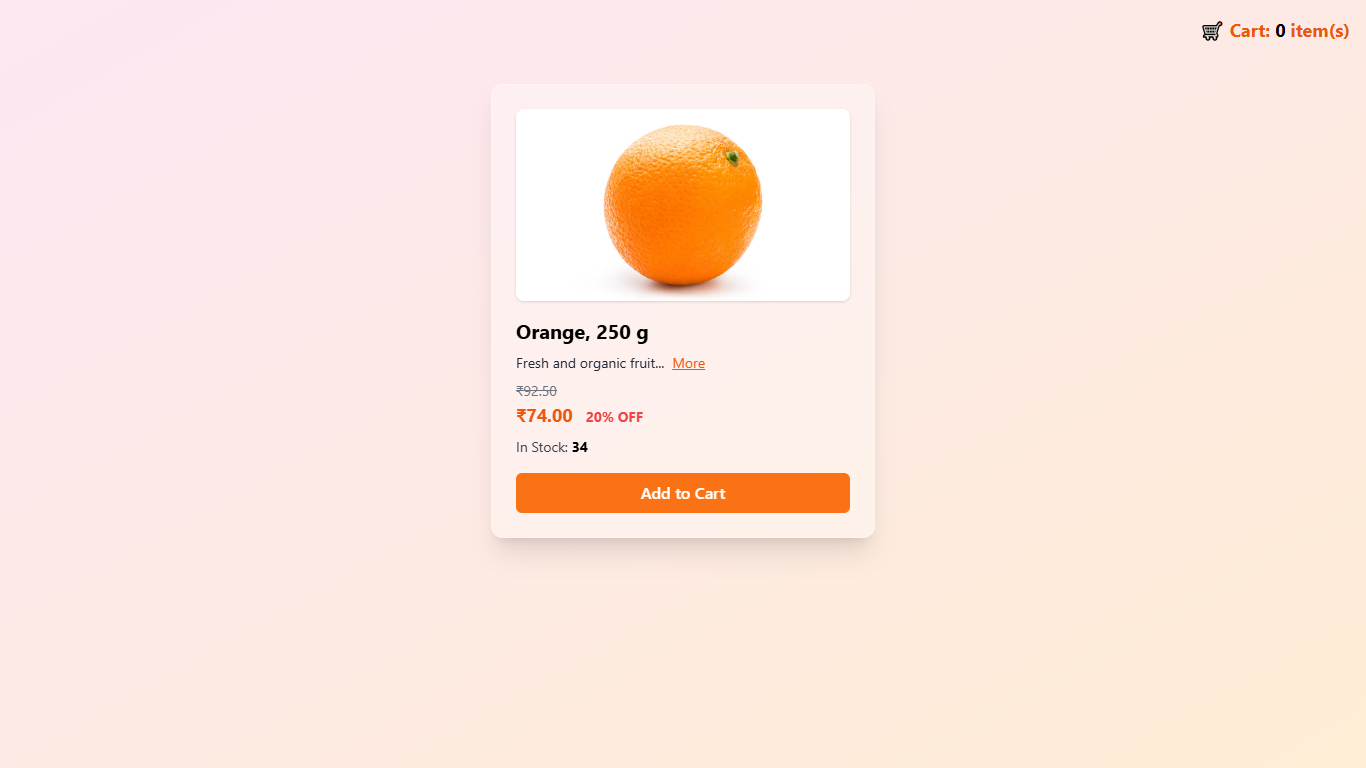 🛒 Cart: 0 item(s)
Orange, 250 g
Fresh and organic fruit... More
₹92.50
₹74.00 20% OFF
In Stock: 34
Add to Cart